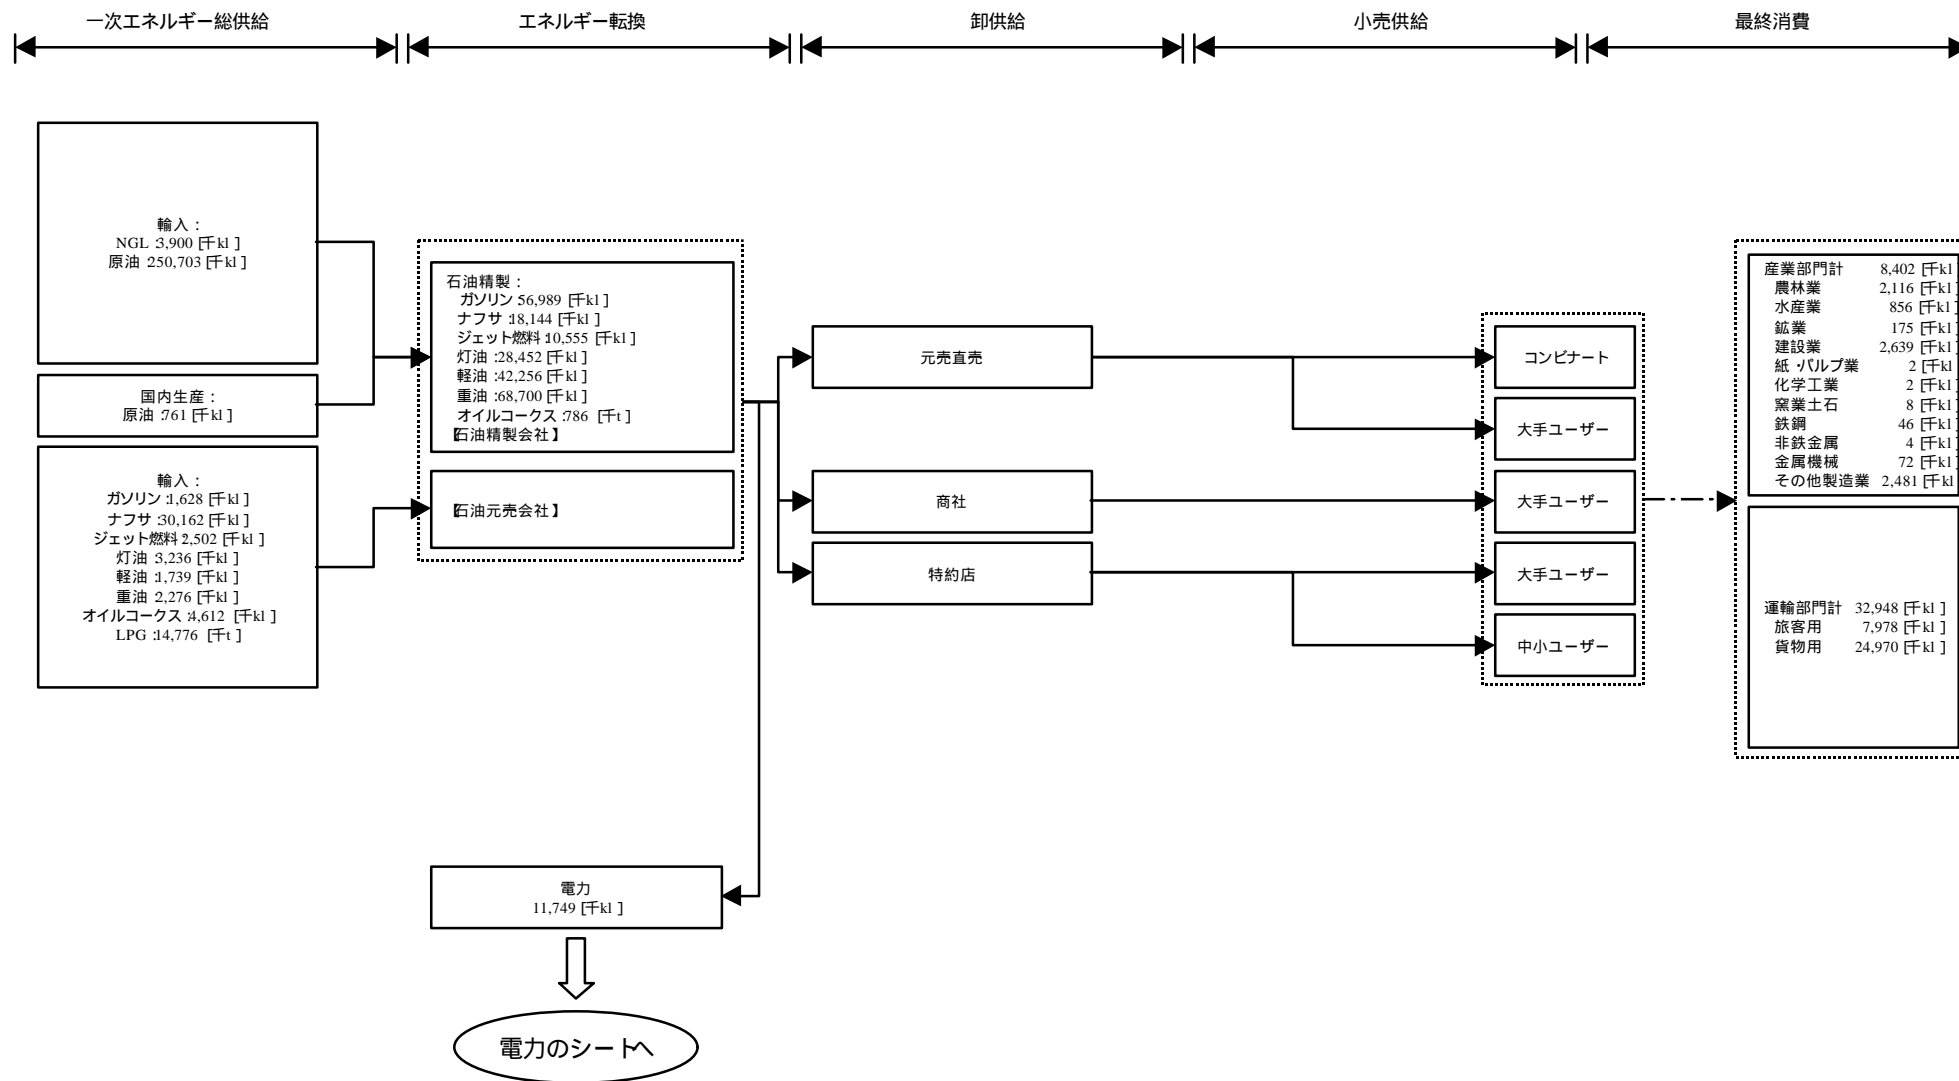 一次エネルギー総供給
エネルギー転換
卸供給
小売供給
最終消費
輸入：
NGL :3,900 [千kl ]
原油 :250,703 [千kl ]
国内生産：
原油 :761 [千kl ]
輸入：
ガソリン :1,628 [千kl ]
ナフサ :30,162 [千kl ]
ジェット燃料 :2,502 [千kl ]
灯油 :3,236 [千kl ]
軽油 :1,739 [千kl ]
重油 :2,276 [千kl ]
オイルコークス :4,612 [千kl ]
LPG :14,776 [千t ]
石油精製：
ガソリン :56,989 [千kl ]
ナフサ :18,144 [千kl ]
ジェット燃料 :10,555 [千kl ]
灯油 :28,452 [千kl ]
軽油 :42,256 [千kl ]
重油 :68,700 [千kl ]
オイルコークス :786 [千t ]
【石油精製会社】
【石油元売会社】
電力
11,749 [千kl ]
電力のシートへ
元売直売
商社
特約店
コンビナート
大手ユーザー
大手ユーザー
大手ユーザー
中小ユーザー
産業部門計 8,402 [千kl ]
農林業 2,116 [千kl ]
水産業 856 [千kl ]
鉱業 175 [千kl ]
建設業 2,639 [千kl ]
紙・パルプ業 2 [千kl
化学工業 2 [千kl ]
窯業土石 8 [千kl ]
鉄鋼 46 [千kl ]
非鉄金属 4 [千kl ]
金属機械 72 [千kl ]
その他製造業 2,481 [千kl
運輸部門計 32,948 [千kl ]
旅客用 7,978 [千kl ]
貨物用 24,970 [千kl ]